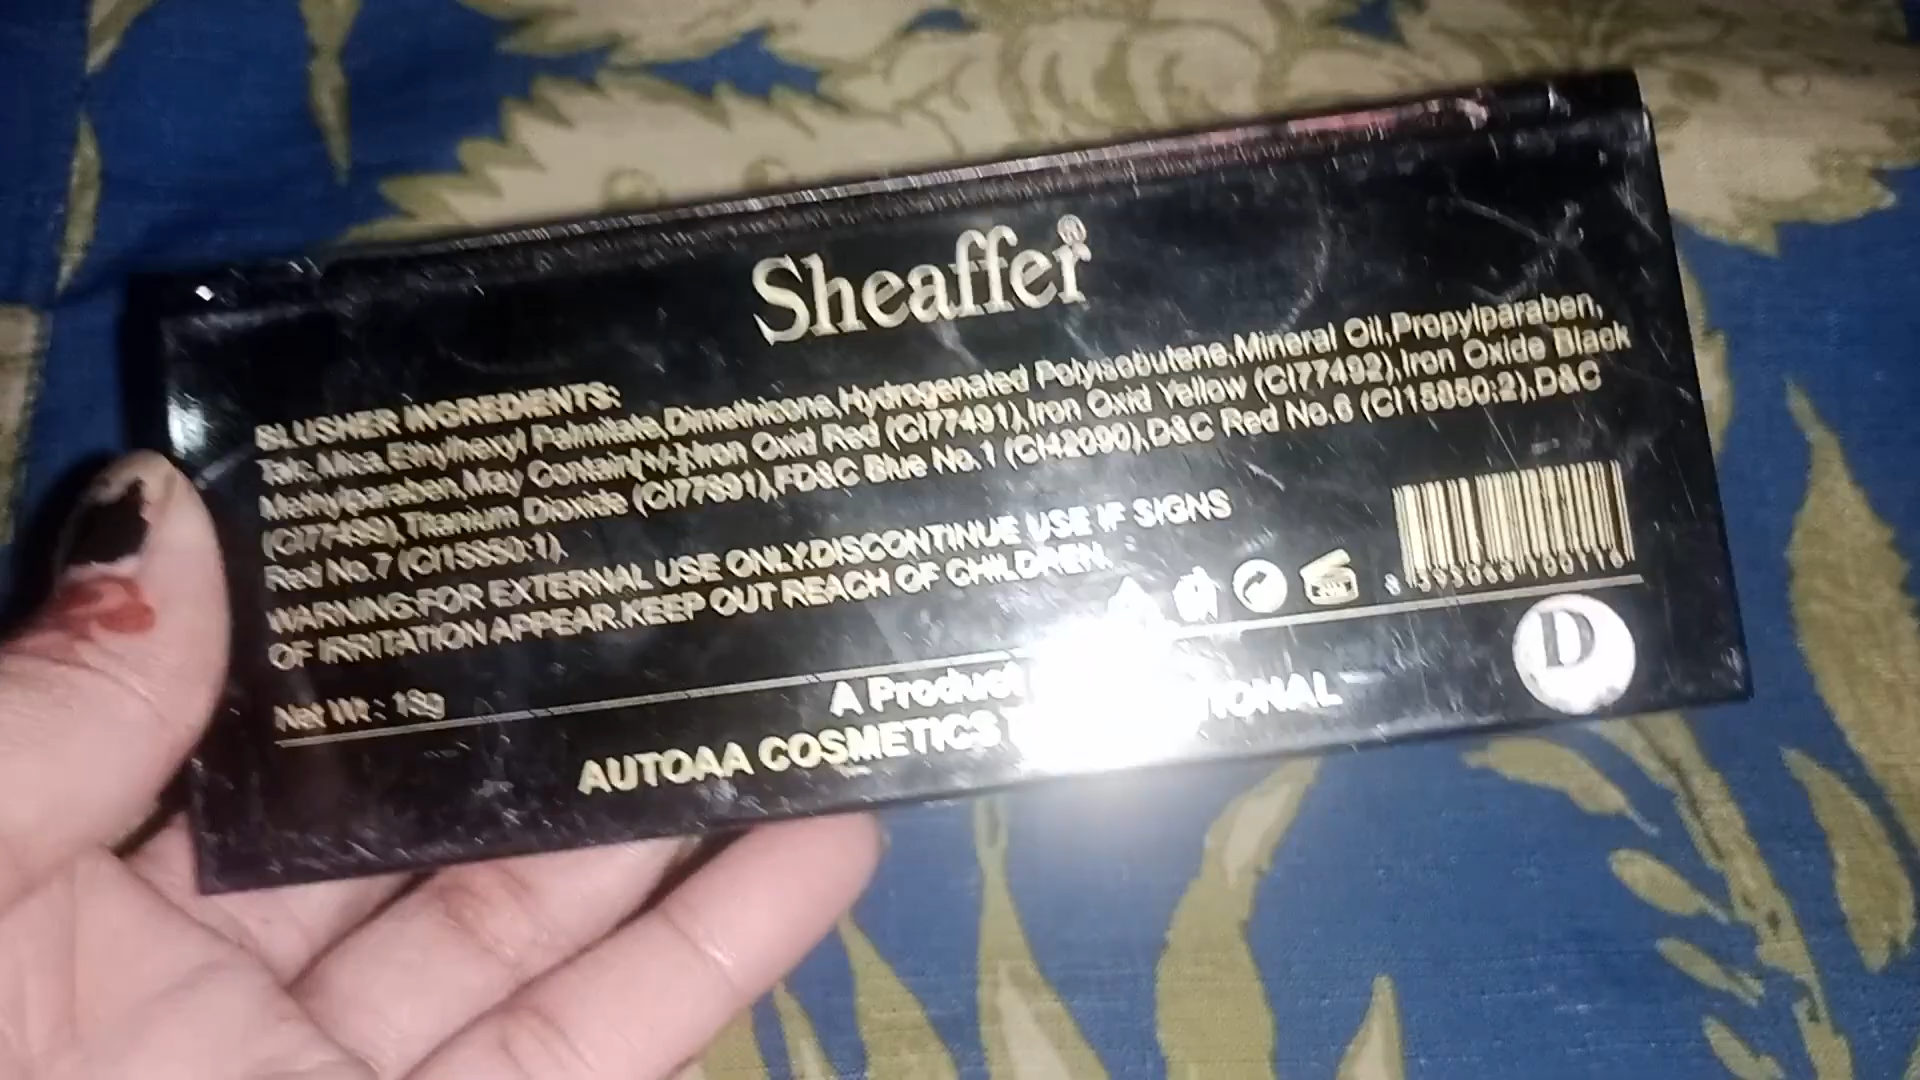 Sheaffer®
BLUSHER INGREDIENTS:
Talc,Mica,Ethylhexyl Palmitate,Dimethicone,Hydrogenated Polyisobutene,Mineral Oil,Propylparaben,
Methylparaben,May Contain[+/-]:Iron Oxid Red (CI77491),Iron Oxid Yellow (CI77492),Iron Oxide Black
(CI77499),Titanium Dioxide (CI77891),FD&C Blue No.1 (CI42090),D&C Red No.6 (CI15850:2),D&C
Red No.7 (CI15850:1).
WARNING:FOR EXTERNAL USE ONLY.DISCONTINUE USE IF SIGNS
OF IRRITATION APPEAR.KEEP OUT REACH OF CHILDREN.
Net Wt.: 18g
A Product
AUTOAA COSMETICS
D